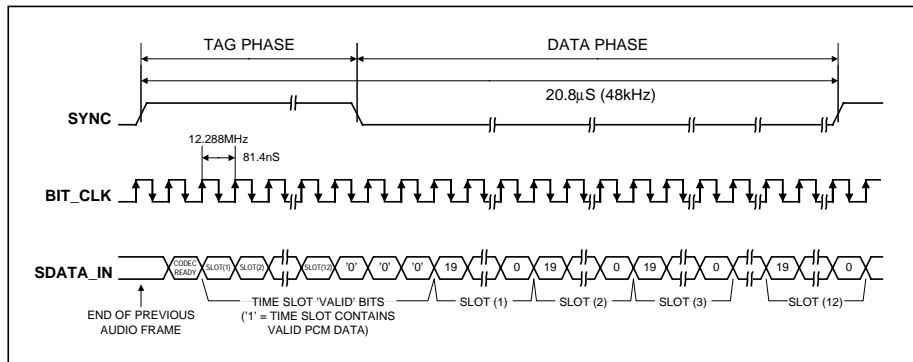 TAG PHASE
DATA PHASE
20.8µS (48kHz)
SYNC
12.288MHz
81.4nS
BIT_CLK
SDATA_IN
CODEC
READY
SLOT(1)
SLOT(2)
SLOT(12)
'0'
'0'
'0'
19
0
19
0
19
0
19
0
END OF PREVIOUS
AUDIO FRAME
TIME SLOT 'VALID' BITS
('1' = TIME SLOT CONTAINS
VALID PCM DATA)
SLOT (1)
SLOT (2)
SLOT (3)
SLOT (12)